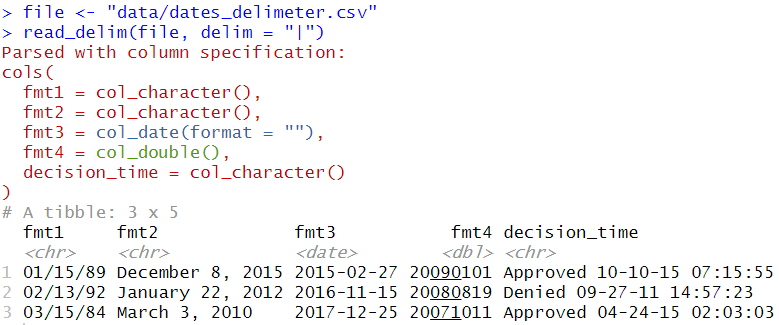 > file <- "data/dates_delimeter.csv"
> read_delim(file, delim = "|")
Parsed with column specification:
cols(
  fmt1 = col_character(),
  fmt2 = col_character(),
  fmt3 = col_date(format = ""),
  fmt4 = col_double(),
  decision_time = col_character()
)
# A tibble: 3 x 5
  fmt1     fmt2             fmt3           fmt4 decision_time
  <chr>    <chr>            <date>        <dbl> <chr>
1 01/15/89 December 8, 2015 2015-02-27 20090101 Approved 10-10-15 07:15:55
2 02/13/92 January 22, 2012 2016-11-15 20080819 Denied 09-27-11 14:57:23
3 03/15/84 March 3, 2010    2017-12-25 20071011 Approved 04-24-15 02:03:03